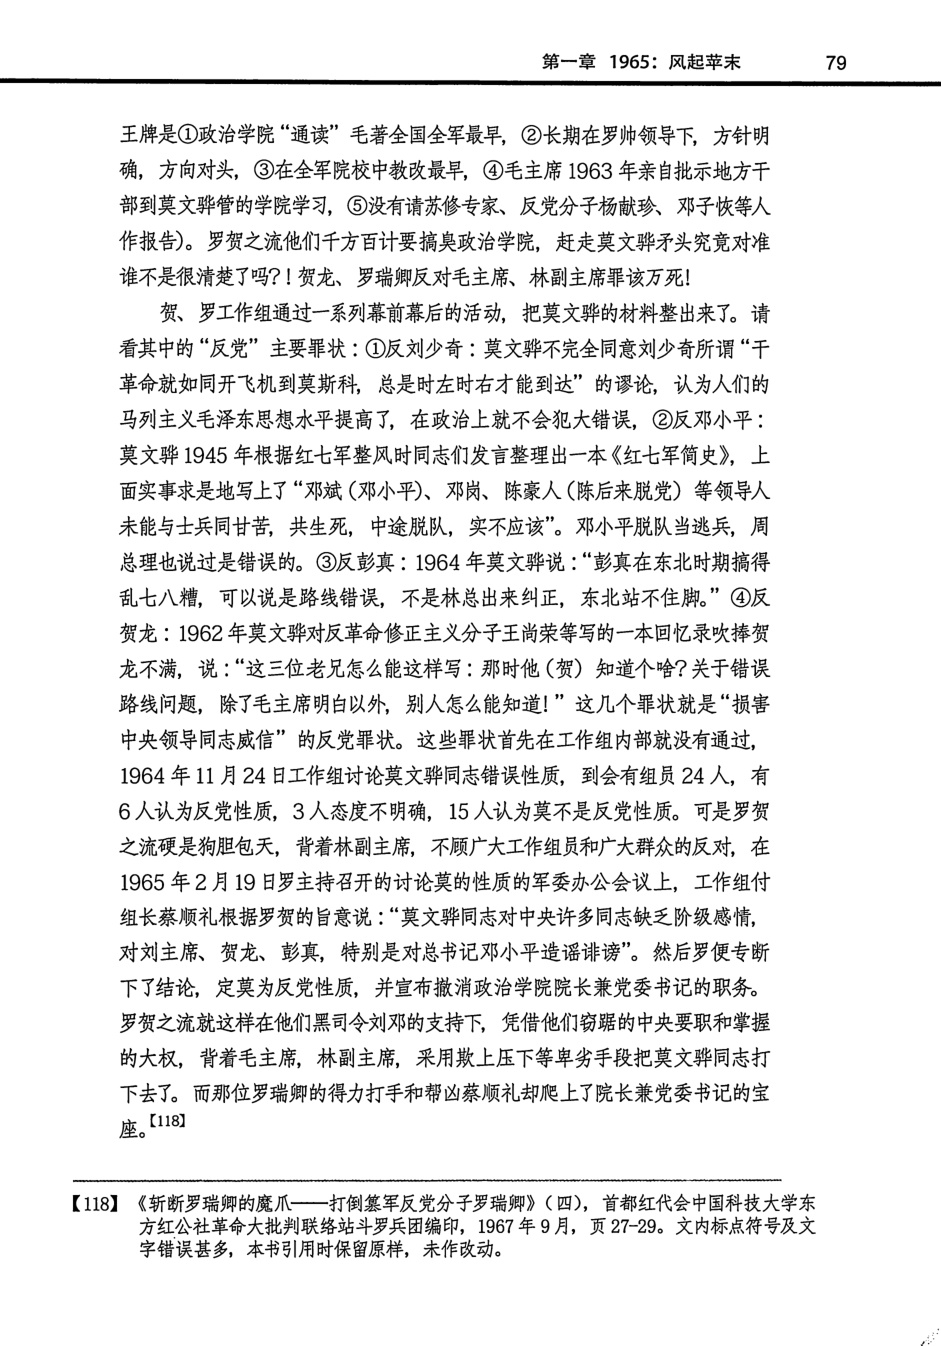 第一章 1965：风起苹末 79
王牌是①政治学院“通读”毛著全国全军最早，②长期在罗帅领导下，方针明
确，方向对头，③在全军院校中教改最早，④毛主席 1963 年亲自批示地方干
部到莫文骅管的学院学习，⑤没有请苏修专家、反党分子杨献珍、邓子恢等人
作报告）。罗贺之流他们千方百计要搞臭政治学院，赶走莫文骅矛头究竟对准
谁不是很清楚了吗？！贺龙、罗瑞卿反对毛主席、林副主席罪该万死！
贺、罗工作组通过一系列幕前幕后的活动，把莫文骅的材料整出来了。请
看其中的“反党”主要罪状：①反刘少奇：莫文骅不完全同意刘少奇所谓“干
革命就如同开飞机到莫斯科，总是时左时右才能到达”的谬论，认为人们的
马列主义毛泽东思想水平提高了，在政治上就不会犯大错误，②反邓小平：
莫文骅 1945 年根据红七军整风时同志们发言整理出一本《红七军简史》，上
面实事求是地写上了“邓斌（邓小平）、邓岗、陈豪人（陈后来脱党）等领导人
未能与士兵同甘苦，共生死，中途脱队，实不应该”。邓小平脱队当逃兵，周
总理也说过是错误的。③反彭真：1964 年莫文骅说：“彭真在东北时期搞得
乱七八糟，可以说是路线错误，不是林总出来纠正，东北站不住脚。”④反
贺龙：1962 年莫文骅对反革命修正主义分子王尚荣等写的一本回忆录吹捧贺
龙不满，说：“这三位老兄怎么能这样写：那时他（贺）知道个啥？关于错误
路线问题，除了毛主席明白以外，别人怎么能知道！”这几个罪状就是“损害
中央领导同志威信”的反党罪状。这些罪状首先在工作组内部就没有通过，
1964 年 11 月 24 日工作组讨论莫文骅同志错误性质，到会有组员 24 人，有
6 人认为反党性质，3 人态度不明确，15 人认为莫不是反党性质。可是罗贺
之流硬是狗胆包天，背着林副主席，不顾广大工作组员和广大群众的反对，在
1965 年 2 月 19 日罗主持召开的讨论莫的性质的军委办公会议上，工作组付
组长蔡顺礼根据罗贺的旨意说：“莫文骅同志对中央许多同志缺乏阶级感情，
对刘主席、贺龙、彭真，特别是对总书记邓小平造谣诽谤”。然后罗便专断
下了结论，定莫为反党性质，并宣布撤消政治学院院长兼党委书记的职务。
罗贺之流就这样在他们黑司令刘邓的支持下，凭借他们窃踞的中央要职和掌握
的大权，背着毛主席，林副主席，采用欺上压下等卑劣手段把莫文骅同志打
下去了。而那位罗瑞卿的得力打手和帮凶蔡顺礼却爬上了院长兼党委书记的宝
座。【118】
【118】《斩断罗瑞卿的魔爪——打倒篡军反党分子罗瑞卿》（四），首都红代会中国科技大学东
方红公社革命大批判联络站斗罗兵团编印，1967 年 9 月，页 27-29。文内标点符号及文
字错误甚多，本书引用时保留原样，未作改动。